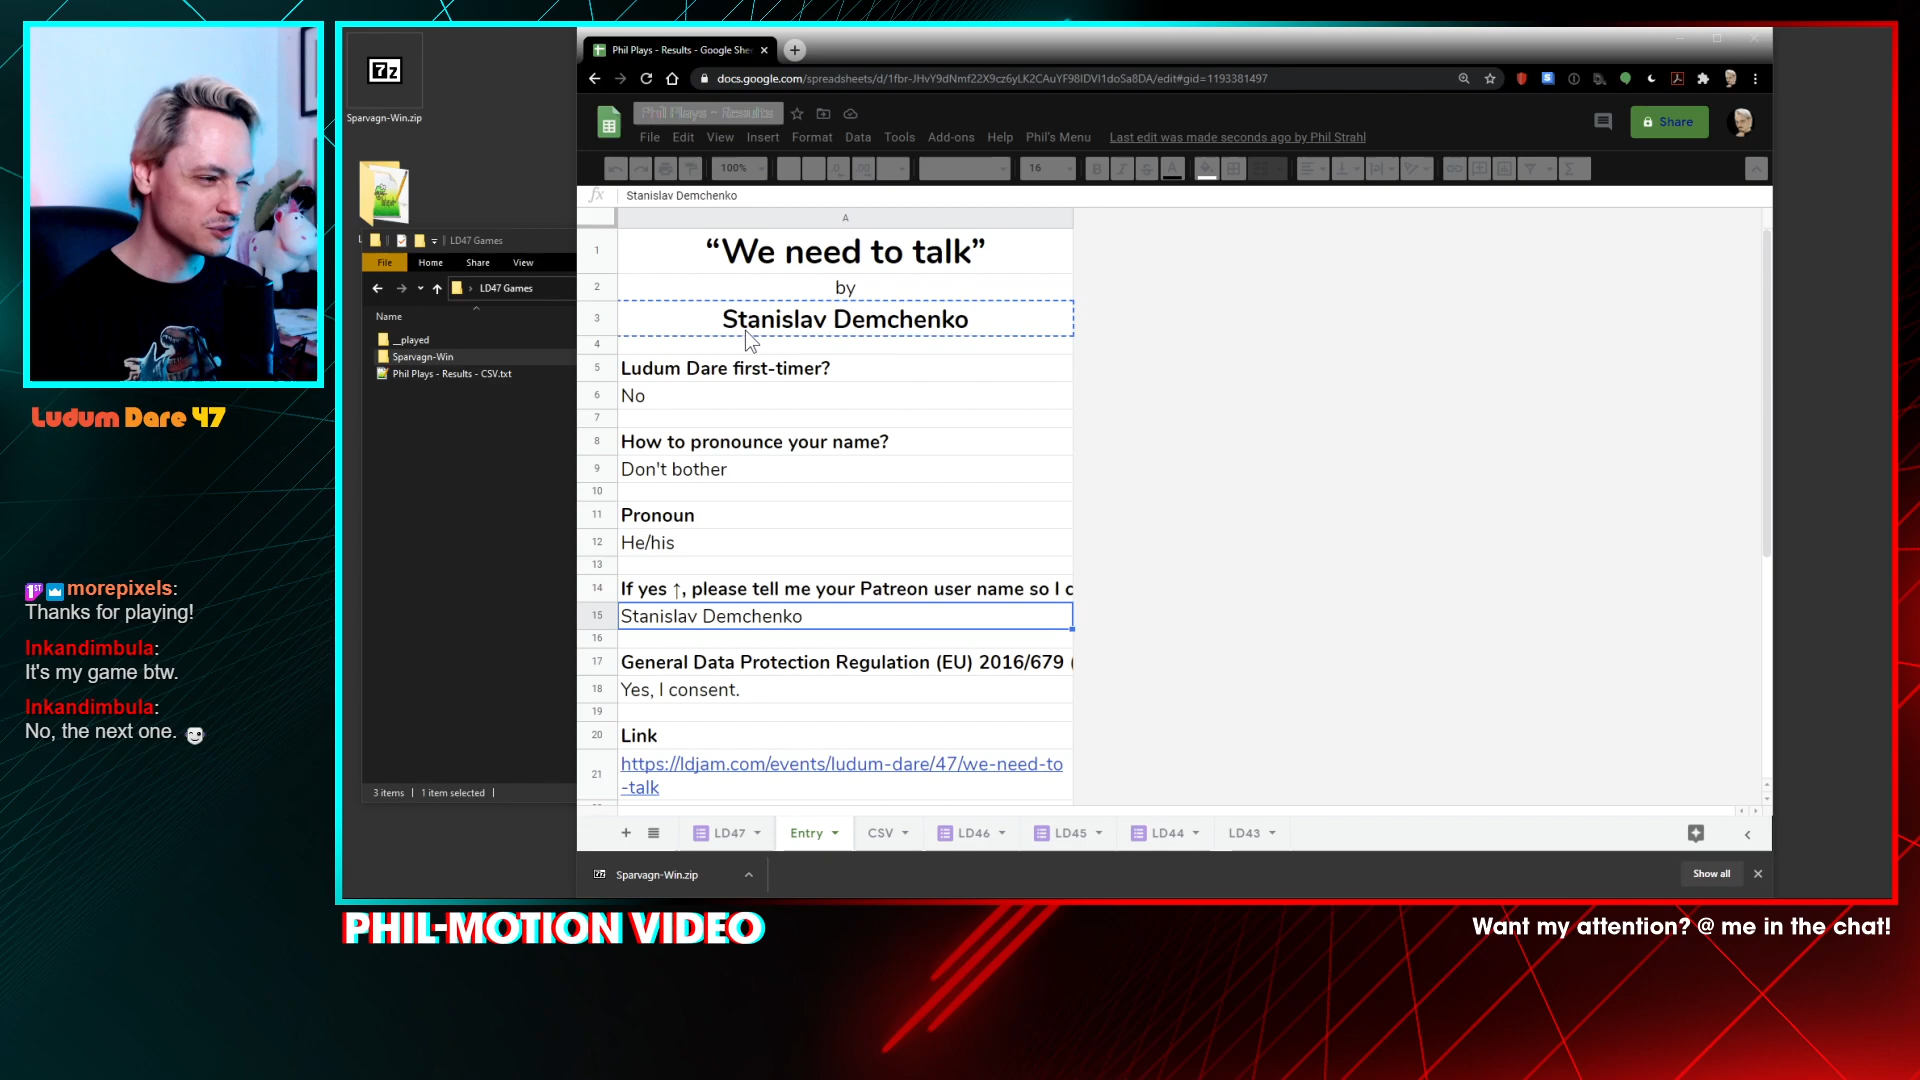 7z
Sparvagn-Win.zip
LD47 Games
File Home Share View
LD47 Games
Name
__played
Sparvagn-Win
Phil Plays - Results - CSV.txt
3 items 1 item selected
Ludum Dare 47
morepixels:
Thanks for playing!
Inkandimbula:
It's my game btw.
Inkandimbula:
No, the next one.
Phil Plays - Results - Google She
docs.google.com/spreadsheets/d/1fbr-JHvY9dNmf22X9cz6yLK2CAuYF98IDVI1doSa8DA/edit#gid=1193381497
Phil Plays - Results
File Edit View Insert Format Data Tools Add-ons Help Phil's Menu Last edit was made seconds ago by Phil Strahl
Share
100% 16
fx Stanislav Demchenko
A
1 “We need to talk”
2 by
3 Stanislav Demchenko
4
5 Ludum Dare first-timer?
6 No
7
8 How to pronounce your name?
9 Don't bother
10
11 Pronoun
12 He/his
13
14 If yes ↑, please tell me your Patreon user name so I c
15 Stanislav Demchenko
16
17 General Data Protection Regulation (EU) 2016/679 (
18 Yes, I consent.
19
20 Link
21 https://ldjam.com/events/ludum-dare/47/we-need-to
-talk
LD47 Entry CSV LD46 LD45 LD44 LD43
Sparvagn-Win.zip
Show all
PHIL-MOTION VIDEO
Want my attention? @ me in the chat!